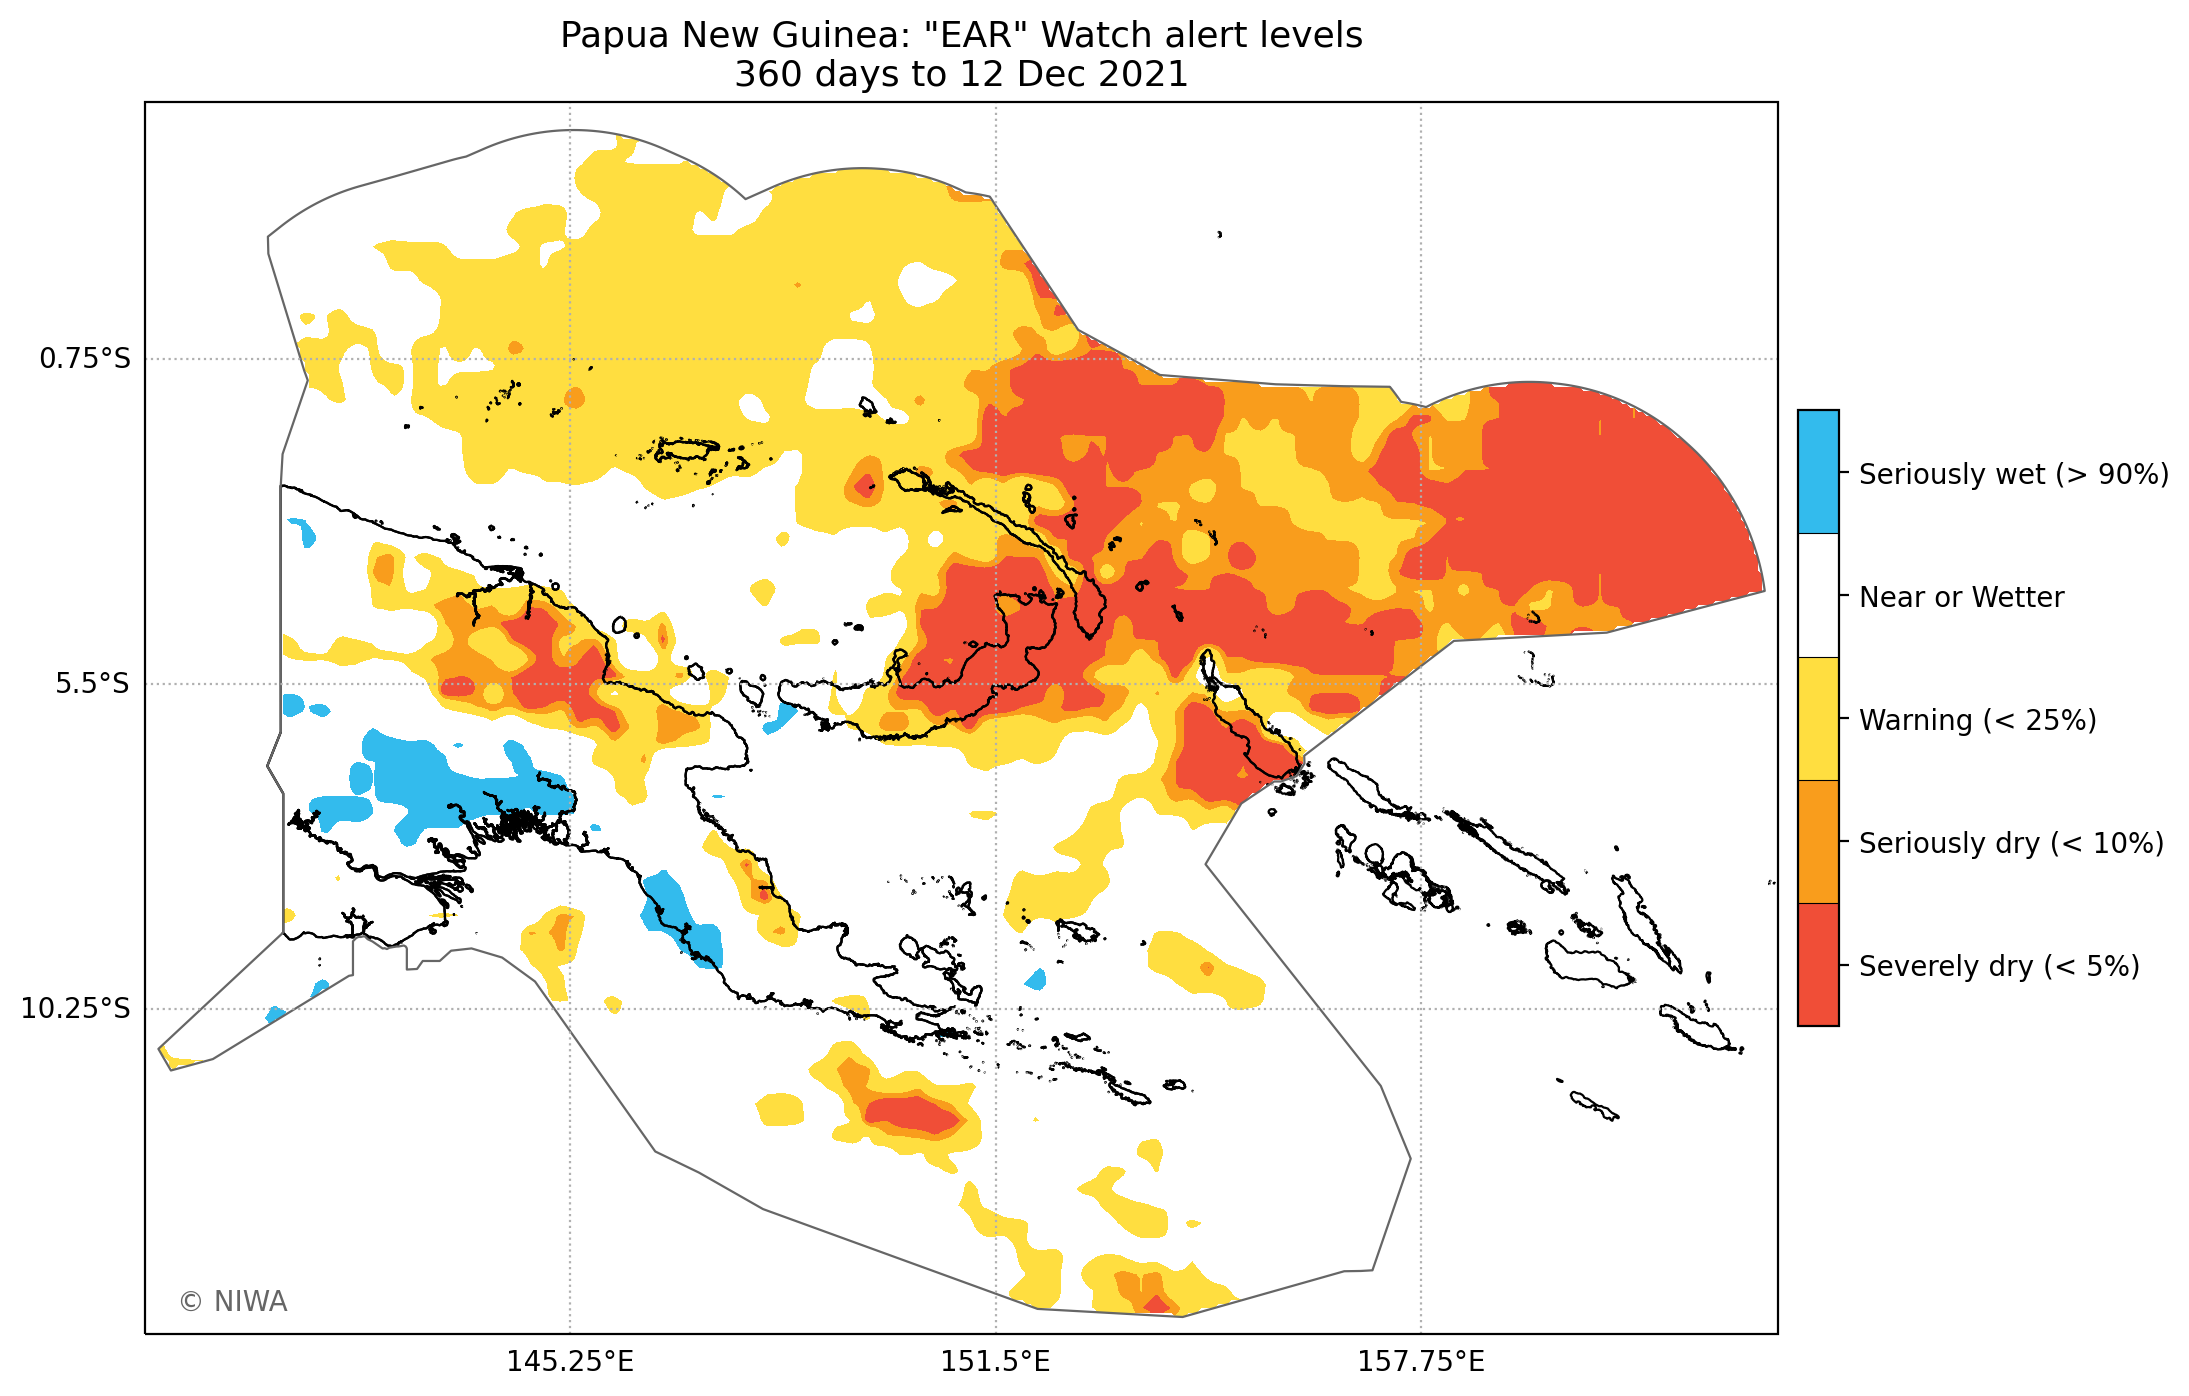 Papua New Guinea: "EAR" Watch alert levels
360 days to 12 Dec 2021
0.75°S
5.5°S
10.25°S
145.25°E
151.5°E
157.75°E
© NIWA
Seriously wet (> 90%)
Near or Wetter
Warning (< 25%)
Seriously dry (< 10%)
Severely dry (< 5%)